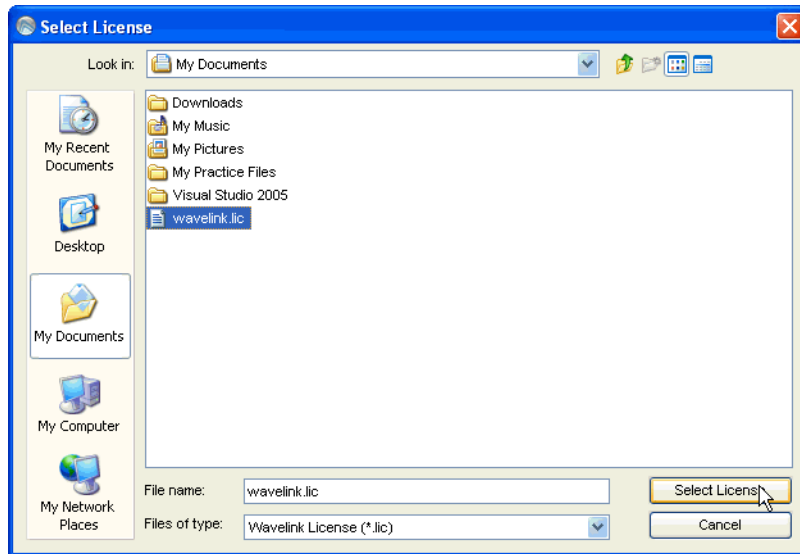 Select License
Look in:
My Documents
My Recent
Documents
Desktop
My Documents
My Computer
My Network
Places
Downloads
My Music
My Pictures
My Practice Files
Visual Studio 2005
wavelink.lic
File name:
wavelink.lic
Select License
Files of type:
Wavelink License (*.lic)
Cancel